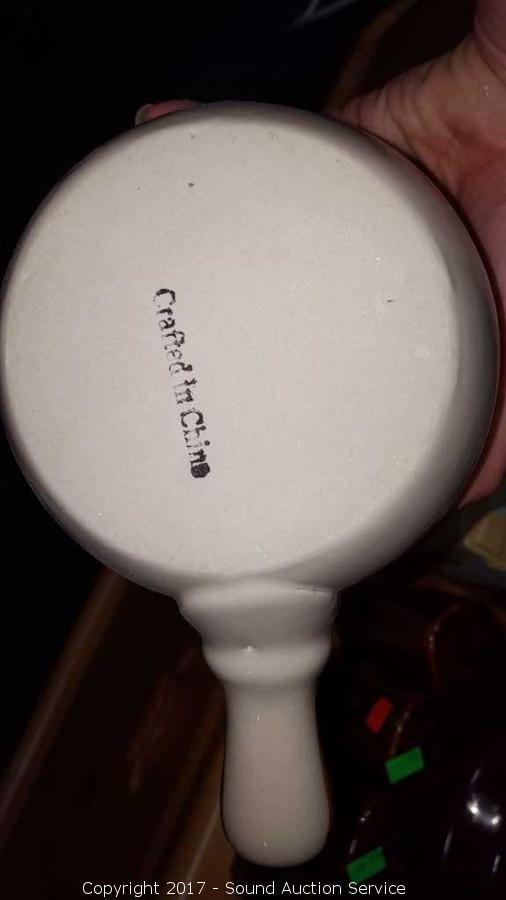 Crafted in China
Copyright 2017 - Sound Auction Service